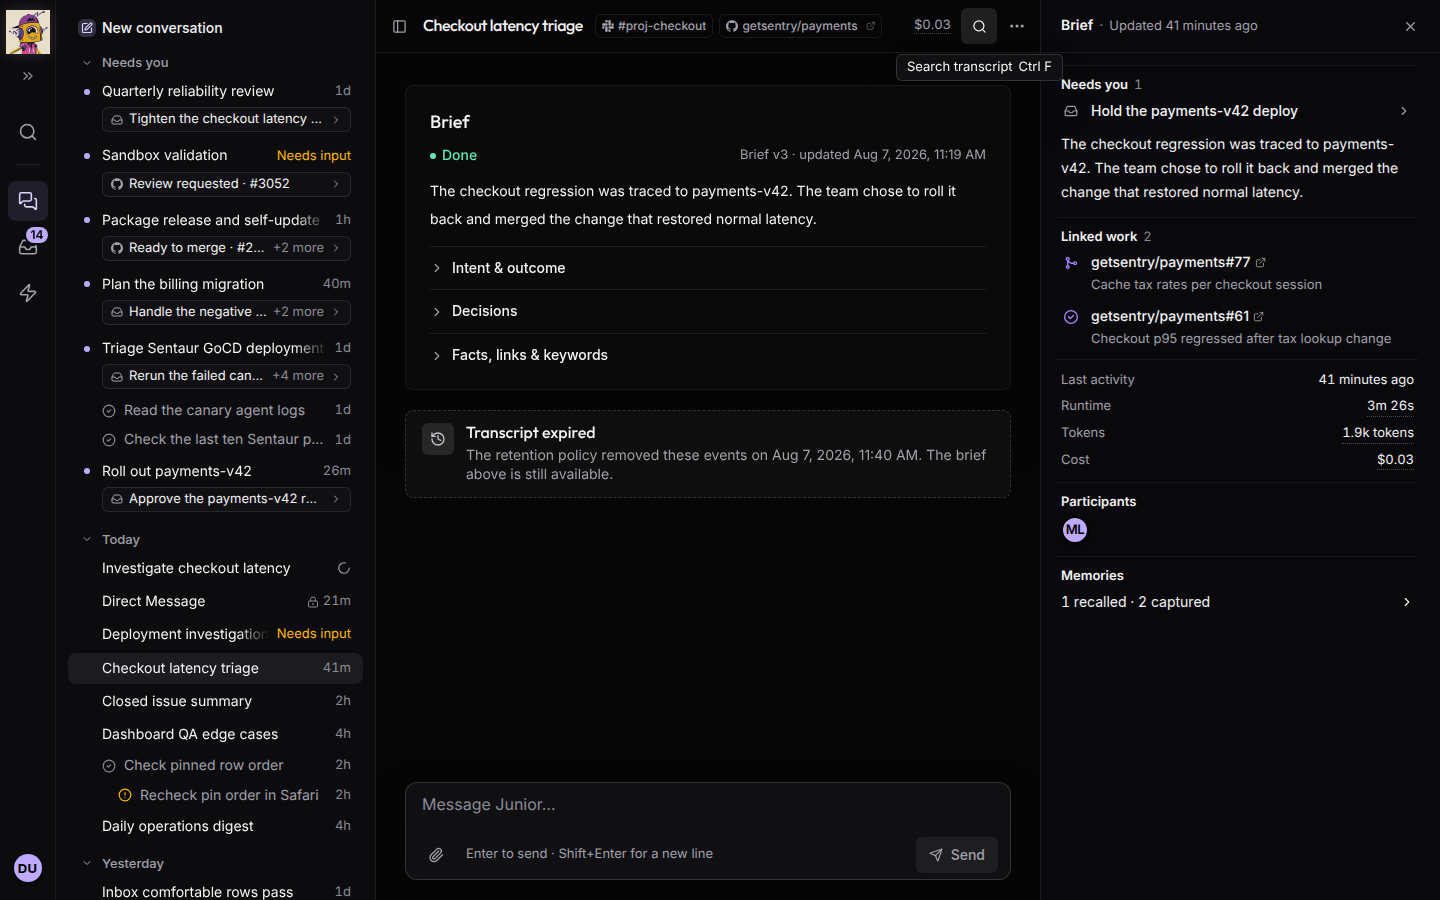 New conversation
Needs you
Quarterly reliability review 1d
Tighten the checkout latency ...
Sandbox validation Needs input
Review requested · #3052
Package release and self-update 1h
Ready to merge · #2... +2 more
14
Plan the billing migration 40m
Handle the negative ... +2 more
Triage Sentaur GoCD deployment 1d
Rerun the failed can... +4 more
Read the canary agent logs 1d
Check the last ten Sentaur p... 1d
Roll out payments-v42 26m
Approve the payments-v42 r...
Today
Investigate checkout latency
Direct Message 21m
Deployment investigation Needs input
Checkout latency triage 41m
Closed issue summary 2h
Dashboard QA edge cases 4h
Check pinned row order 2h
Recheck pin order in Safari 2h
Daily operations digest 4h
Yesterday
Inbox comfortable rows pass 1d
DU
Checkout latency triage #proj-checkout getsentry/payments $0.03
Search transcript Ctrl F
Brief
Done Brief v3 · updated Aug 7, 2026, 11:19 AM
The checkout regression was traced to payments-v42. The team chose to roll it
back and merged the change that restored normal latency.
Intent & outcome
Decisions
Facts, links & keywords
Transcript expired
The retention policy removed these events on Aug 7, 2026, 11:40 AM. The brief
above is still available.
Message Junior...
Enter to send · Shift+Enter for a new line
Send
Brief · Updated 41 minutes ago
Needs you 1
Hold the payments-v42 deploy
The checkout regression was traced to payments-
v42. The team chose to roll it back and merged the
change that restored normal latency.
Linked work 2
getsentry/payments#77
Cache tax rates per checkout session
getsentry/payments#61
Checkout p95 regressed after tax lookup change
Last activity 41 minutes ago
Runtime 3m 26s
Tokens 1.9k tokens
Cost $0.03
Participants
ML
Memories
1 recalled · 2 captured